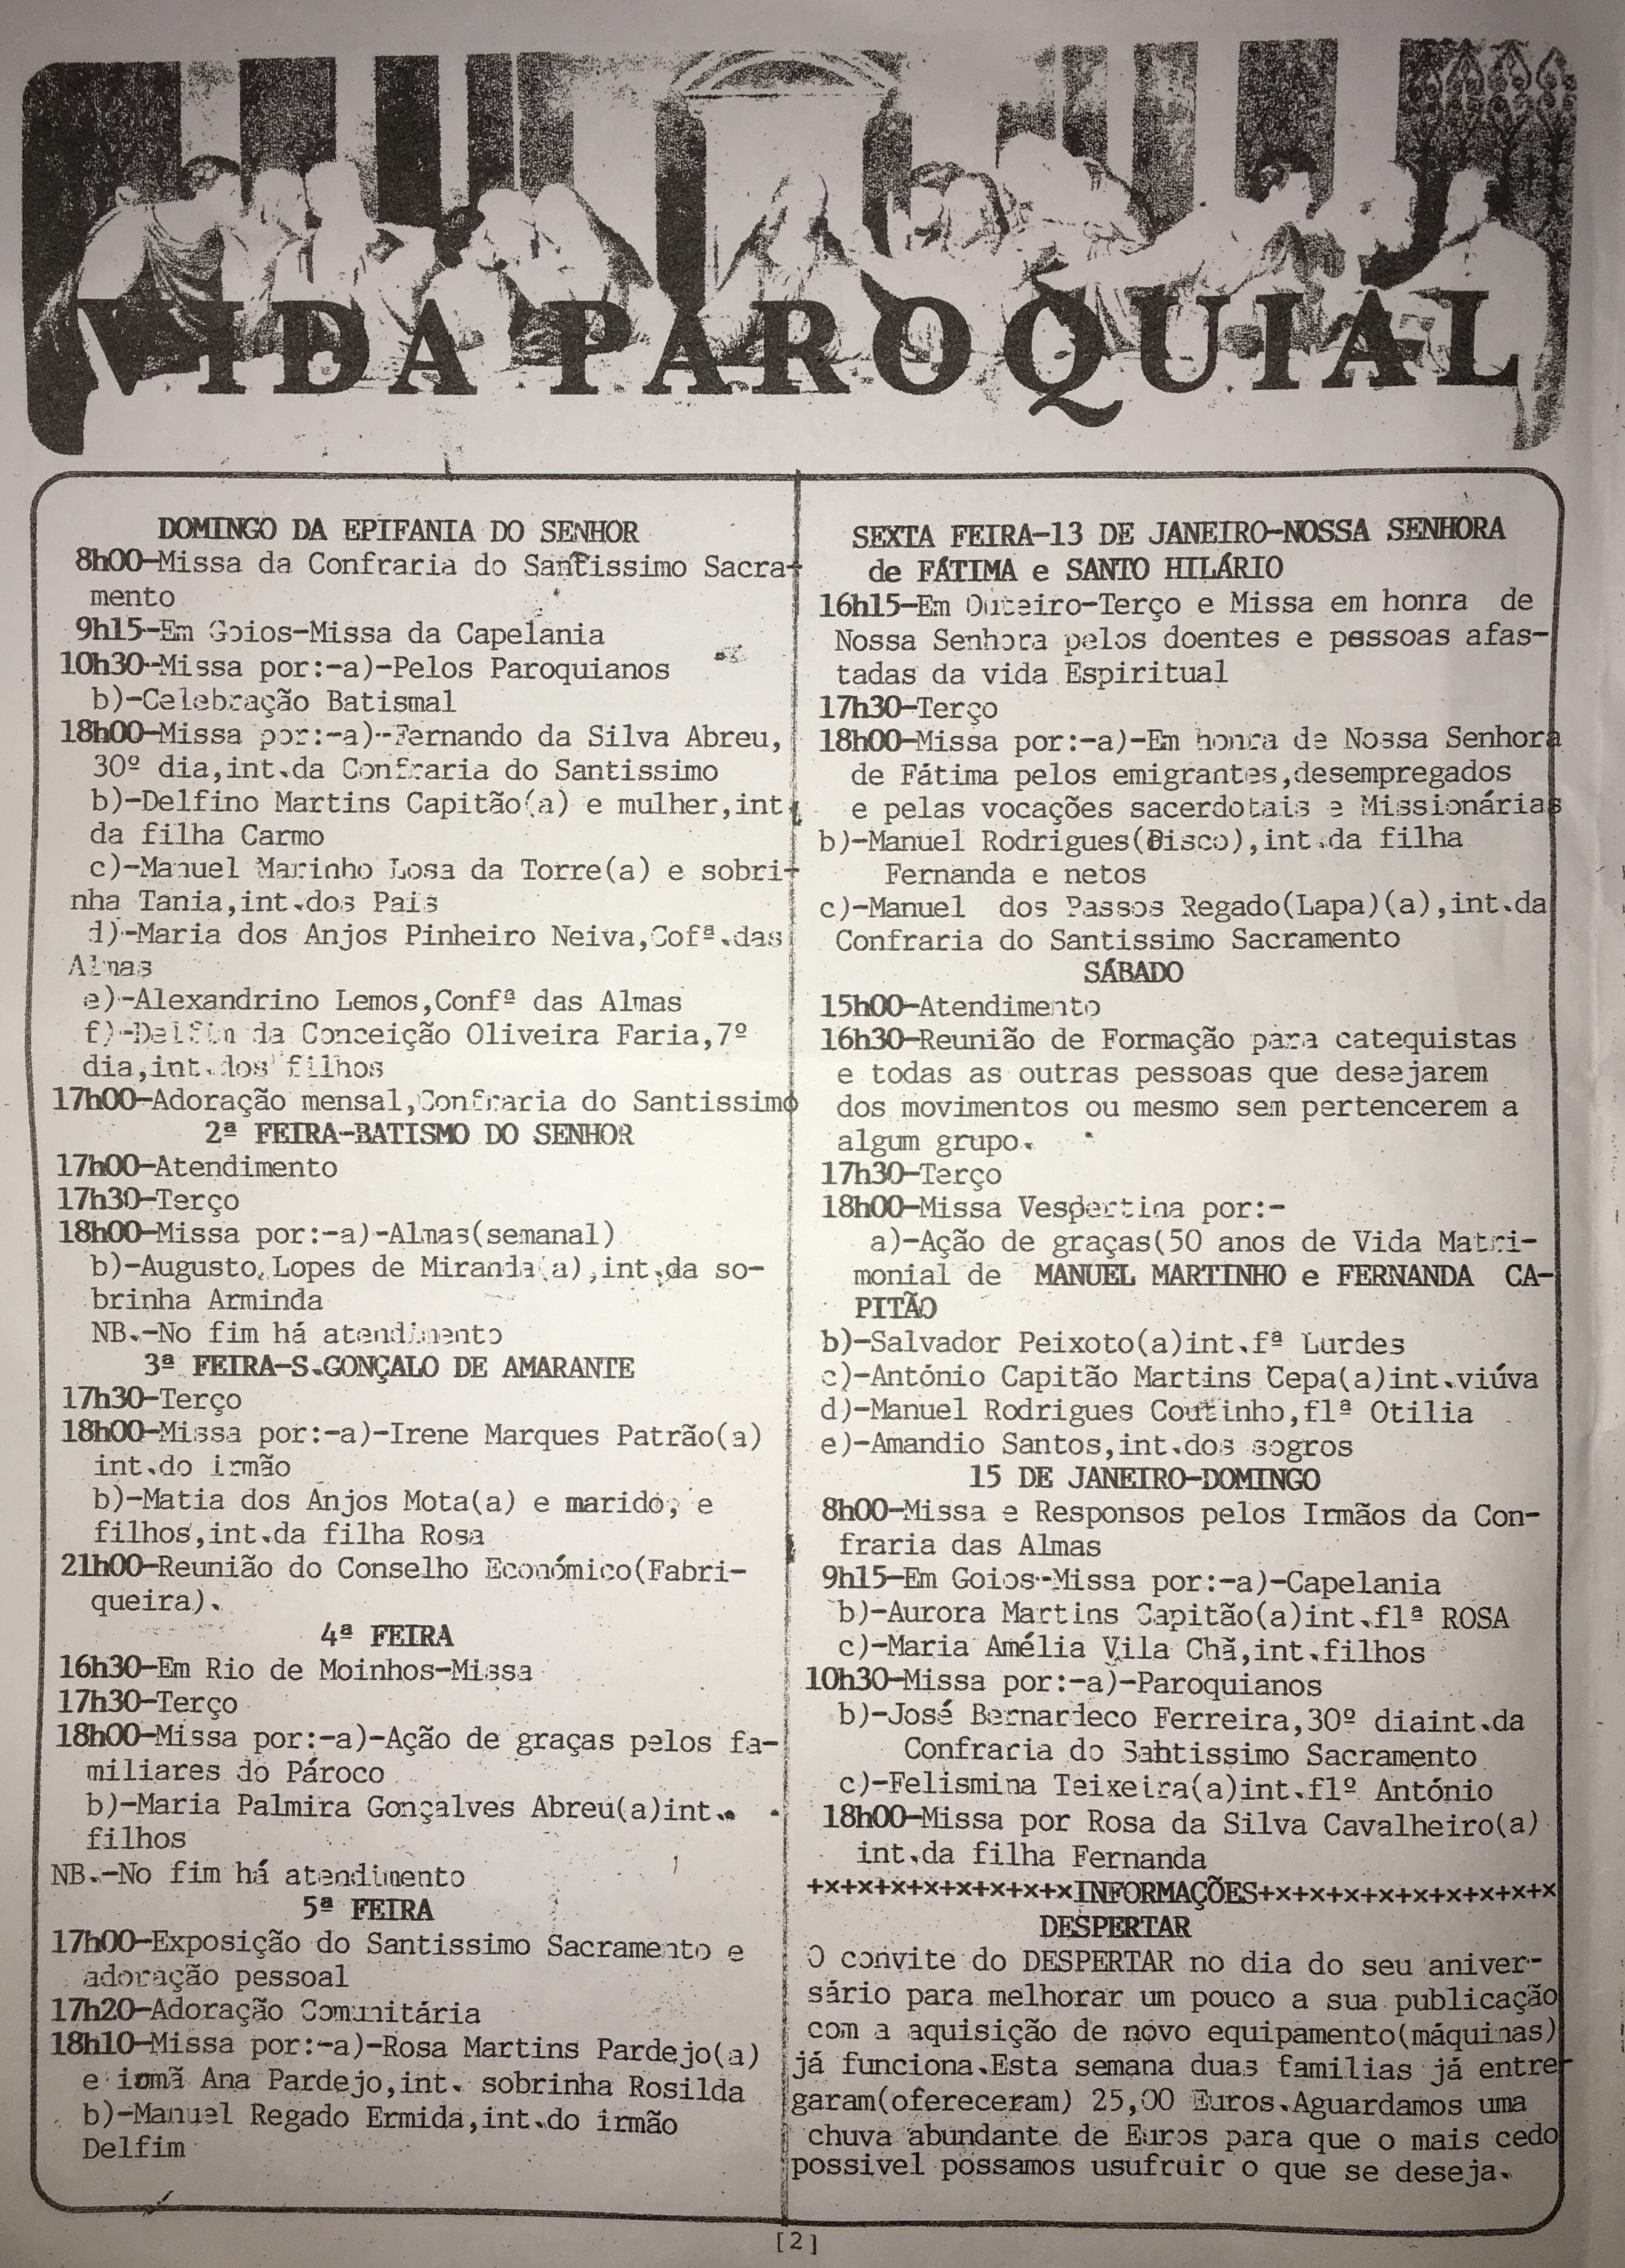 VIDA PAROQUIAL
DOMINGO DA EPIFANIA DO SENHOR
8h00-Missa da Confraria do Santissimo Sacra-
mento
9h15-Em Goios-Missa da Capelania
10h30-Missa por:-a)-Pelos Paroquianos
b)-Celebração Batismal
18h00-Missa por:-a)-Fernando da Silva Abreu,
30º dia,int.da Confraria do Santissimo
b)-Delfino Martins Capitão(a) e mulher,int.
da filha Carmo
c)-Manuel Marinho Losa da Torre(a) e sobri-
nha Tania,int.dos Pais
d)-Maria dos Anjos Pinheiro Neiva,Cofª.das
Almas
e)-Alexandrino Lemos,Confª das Almas
f)-Delfim da Conceição Oliveira Faria,7º
dia,int.dos filhos
17h00-Adoração mensal,Confraria do Santissimo
2ª FEIRA-BATISMO DO SENHOR
17h00-Atendimento
17h30-Terço
18h00-Missa por:-a)-Almas(semanal)
b)-Augusto Lopes de Miranda(a),int.da so-
brinha Arminda
NB.-No fim há atendimento
3ª FEIRA-S.GONÇALO DE AMARANTE
17h30-Terço
18h00-Missa por:-a)-Irene Marques Patrão(a)
int.do irmão
b)-Matia dos Anjos Mota(a) e marido, e
filhos,int.da filha Rosa
21h00-Reunião do Conselho Económico(Fabri-
queira).
4ª FEIRA
16h30-Em Rio de Moinhos-Missa
17h30-Terço
18h00-Missa por:-a)-Ação de graças pelos fa-
miliares do Pároco
b)-Maria Palmira Gonçalves Abreu(a)int.
filhos
NB.-No fim há atendimento
5ª FEIRA
17h00-Exposição do Santissimo Sacramento e
adoração pessoal
17h20-Adoração Comunitária
18h10-Missa por:-a)-Rosa Martins Pardejo(a)
e irmã Ana Pardejo,int. sobrinha Rosilda
b)-Manuel Regado Ermida,int.do irmão
Delfim
SEXTA FEIRA-13 DE JANEIRO-NOSSA SENHORA
de FÁTIMA e SANTO HILÁRIO
16h15-Em Outeiro-Terço e Missa em honra de
Nossa Senhora pelos doentes e pessoas afas-
tadas da vida Espiritual
17h30-Terço
18h00-Missa por:-a)-Em honra de Nossa Senhora
de Fátima pelos emigrantes,desempregados
e pelas vocações sacerdotais e Missionárias
b)-Manuel Rodrigues(Disco),int.da filha
Fernanda e netos
c)-Manuel dos Passos Regado(Lapa)(a),int.da
Confraria do Santissimo Sacramento
SÁBADO
15h00-Atendimento
16h30-Reunião de Formação para catequistas
e todas as outras pessoas que desejarem
dos movimentos ou mesmo sem pertencerem a
algum grupo.
17h30-Terço
18h00-Missa Vespertina por:-
a)-Ação de graças(50 anos de Vida Matri-
monial de MANUEL MARTINHO e FERNANDA CA-
PITÃO
b)-Salvador Peixoto(a)int.fª Lurdes
c)-António Capitão Martins Cepa(a)int.viúva
d)-Manuel Rodrigues Coutinho,flª Otilia
e)-Amandio Santos,int.dos sogros
15 DE JANEIRO-DOMINGO
8h00-Missa e Responsos pelos Irmãos da Con-
fraria das Almas
9h15-Em Goios-Missa por:-a)-Capelania
b)-Aurora Martins Capitão(a)int.flª ROSA
c)-Maria Amélia Vila Chã,int.filhos
10h30-Missa por:-a)-Paroquianos
b)-José Bernardeco Ferreira,30º diaint.da
Confraria do Sahtissimo Sacramento
c)-Felismina Teixeira(a)int.flº António
18h00-Missa por Rosa da Silva Cavalheiro(a)
int.da filha Fernanda
+x+x+x+x+x+x+x+xINFORMAÇÕES+x+x+x+x+x+x+x+x+x
DESPERTAR
O convite do DESPERTAR no dia do seu aniver-
sário para melhorar um pouco a sua publicação
com a aquisição de novo equipamento(máquinas)
já funciona.Esta semana duas familias já entre-
garam(ofereceram) 25,00 Euros.Aguardamos uma
chuva abundante de Euros para que o mais cedo
possivel possamos usufruir o que se deseja.
[2]